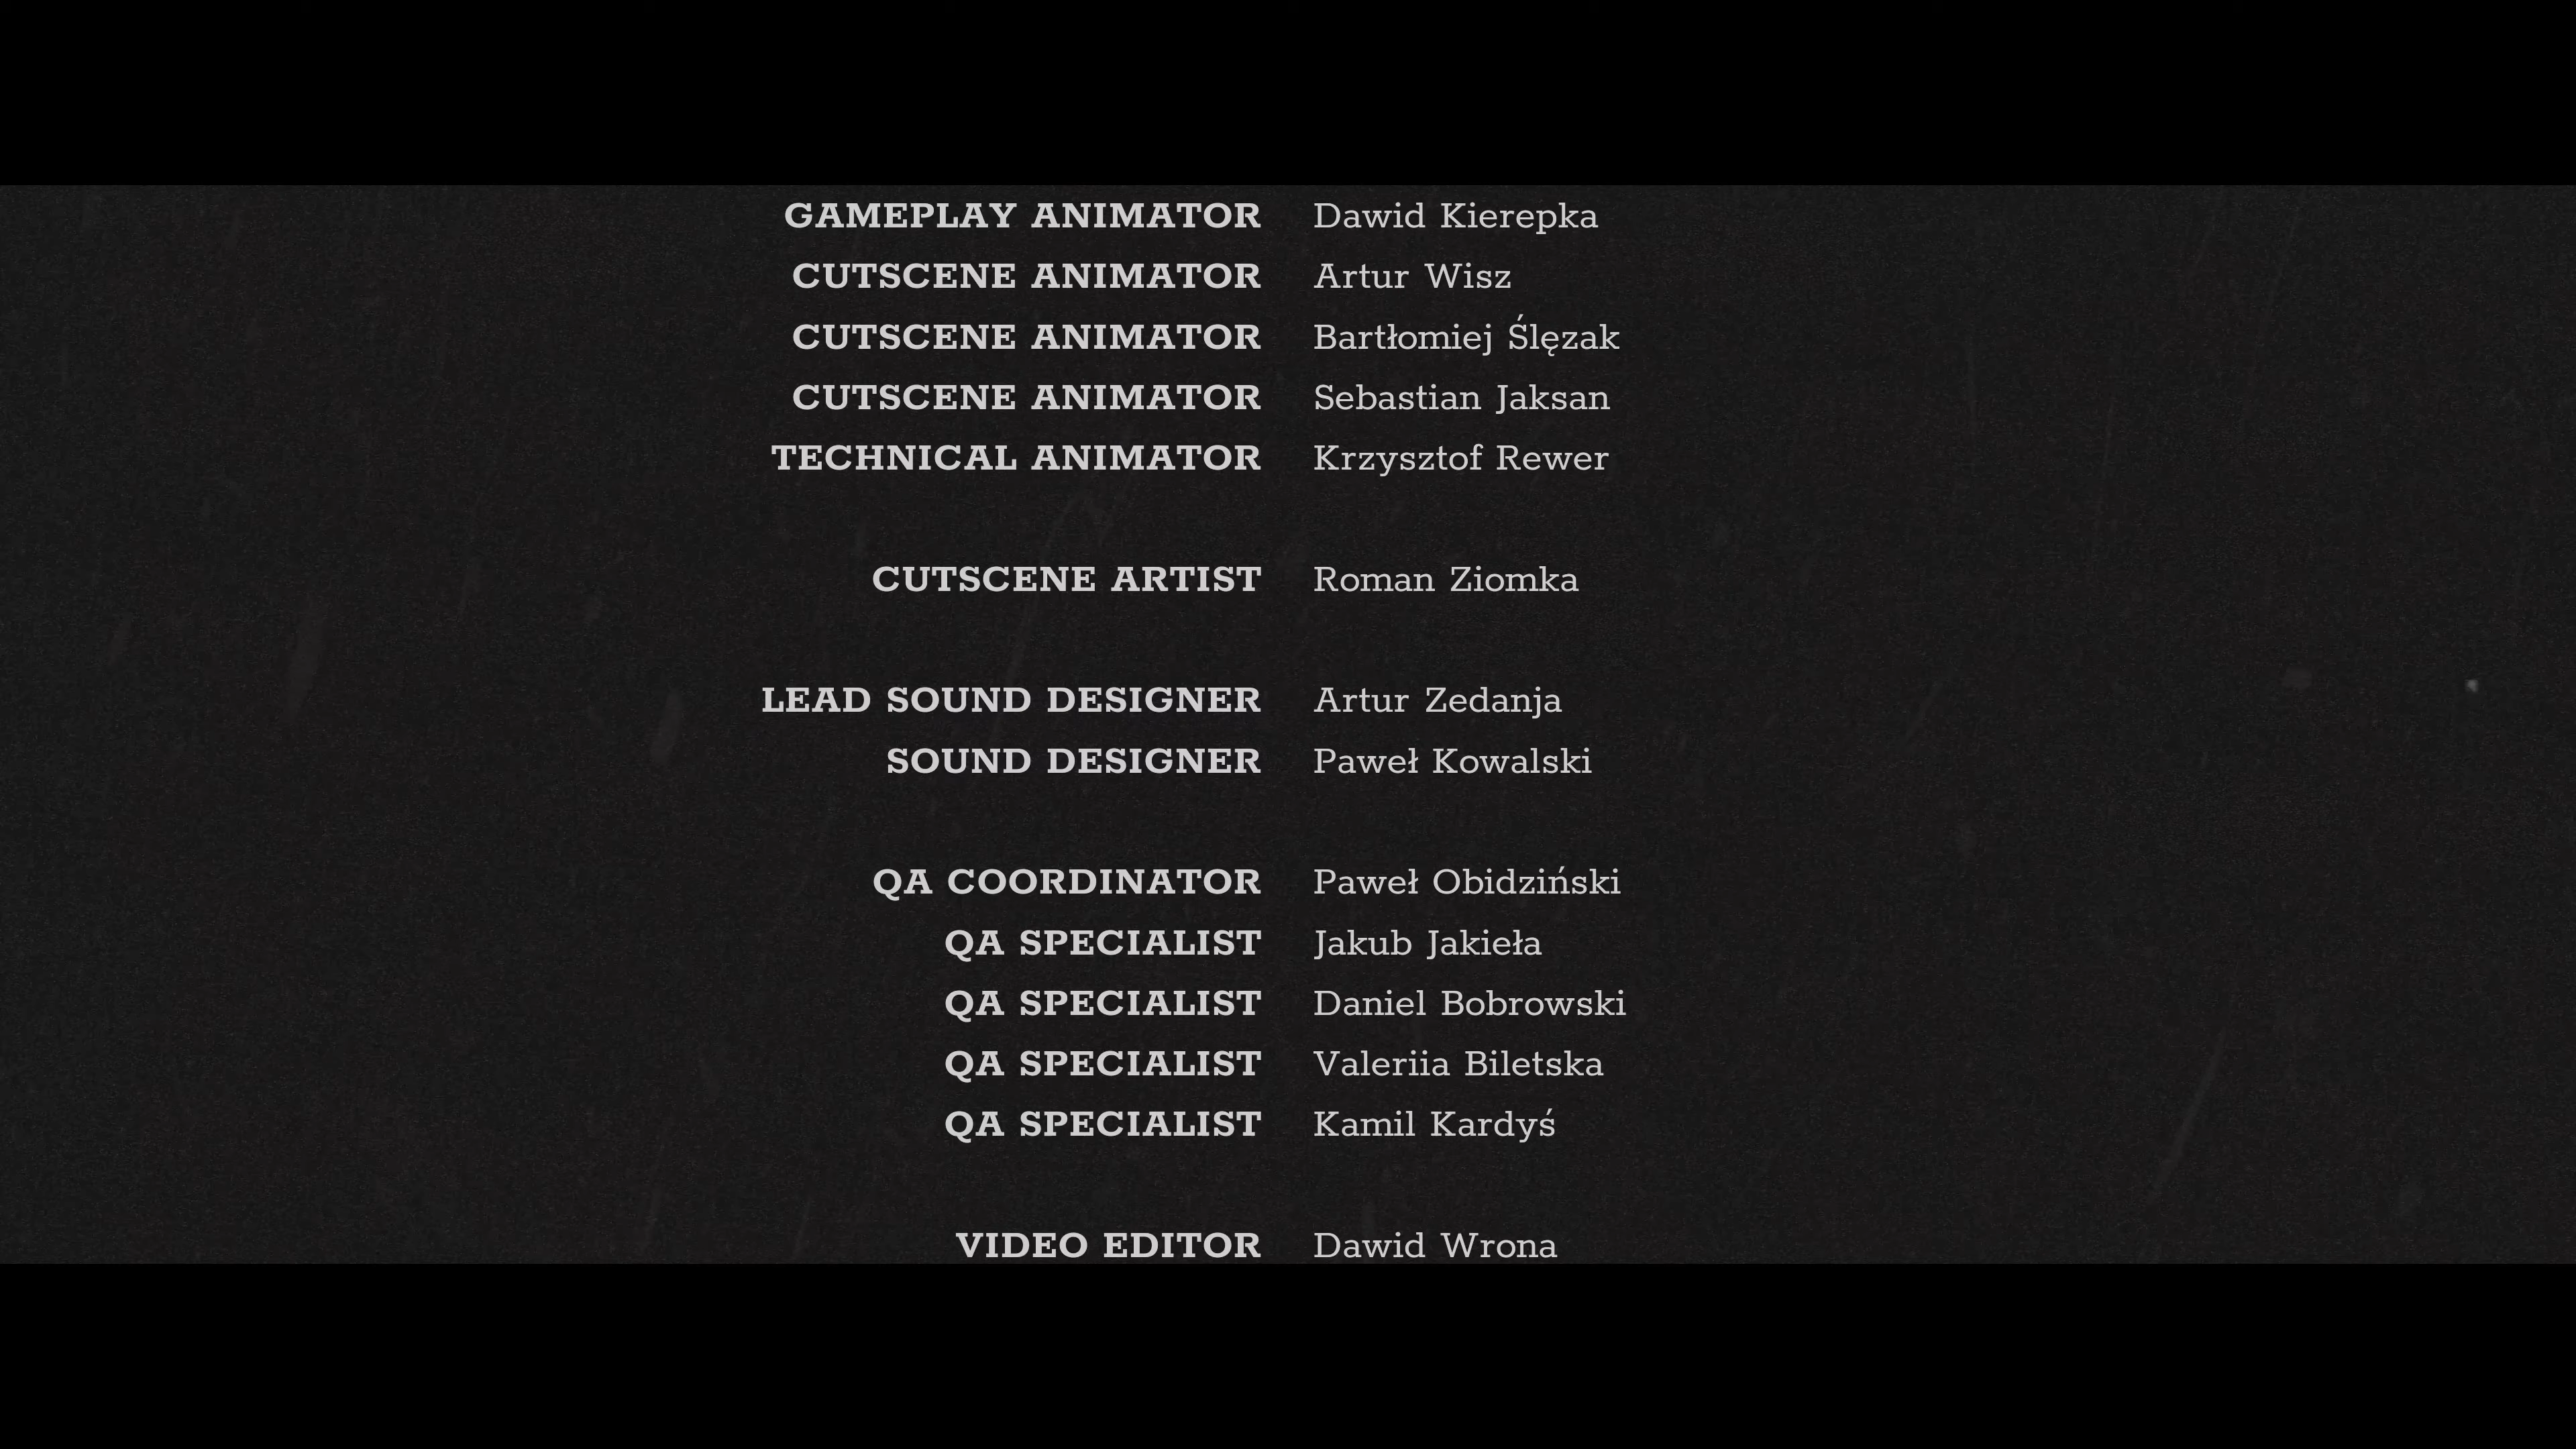 GAMEPLAY ANIMATOR Dawid Kierepka
CUTSCENE ANIMATOR Artur Wisz
CUTSCENE ANIMATOR Bartłomiej Ślęzak
CUTSCENE ANIMATOR Sebastian Jaksan
TECHNICAL ANIMATOR Krzysztof Rewer
CUTSCENE ARTIST Roman Ziomka
LEAD SOUND DESIGNER Artur Zedanja
SOUND DESIGNER Paweł Kowalski
QA COORDINATOR Paweł Obidziński
QA SPECIALIST Jakub Jakieła
QA SPECIALIST Daniel Bobrowski
QA SPECIALIST Valeriia Biletska
QA SPECIALIST Kamil Kardyś
VIDEO EDITOR Dawid Wrona